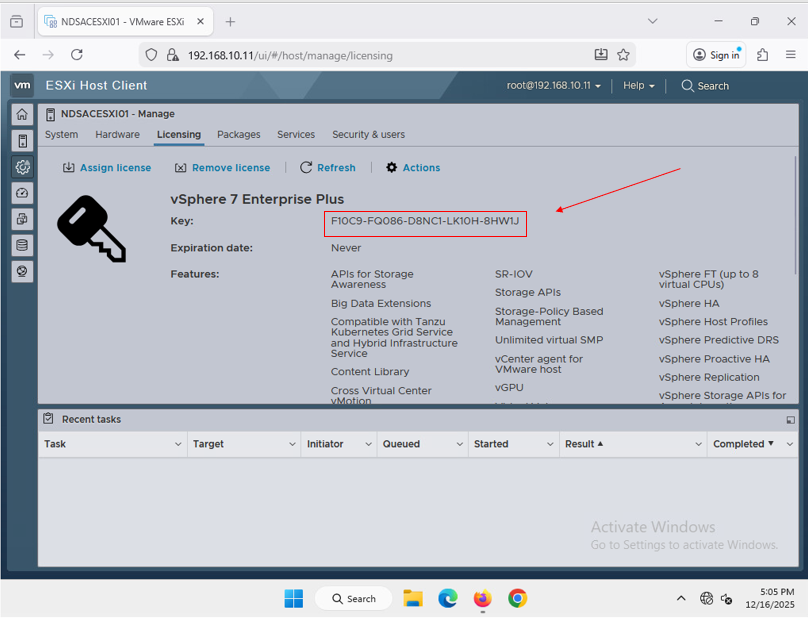 NDSACESXI01 - VMware ESXi
192.168.10.11/ui/#/host/manage/licensing
Sign in
vm ESXi Host Client
root@192.168.10.11 Help Search
NDSACESXI01 - Manage
System Hardware Licensing Packages Services Security & users
Assign license Remove license Refresh Actions
vSphere 7 Enterprise Plus
Key: F10C9-FQ086-D8NC1-LK10H-8HW1J
Expiration date: Never
Features:
APIs for Storage
Awareness
Big Data Extensions
Compatible with Tanzu
Kubernetes Grid Service
and Hybrid Infrastructure
Service
Content Library
Cross Virtual Center
vMotion
SR-IOV
Storage APIs
Storage-Policy Based
Management
Unlimited virtual SMP
vCenter agent for
VMware host
vGPU
vSphere FT (up to 8
virtual CPUs)
vSphere HA
vSphere Host Profiles
vSphere Predictive DRS
vSphere Proactive HA
vSphere Replication
vSphere Storage APIs for
Recent tasks
Task Target Initiator Queued Started Result Completed
Activate Windows
Go to Settings to activate Windows.
Search
5:05 PM
12/16/2025